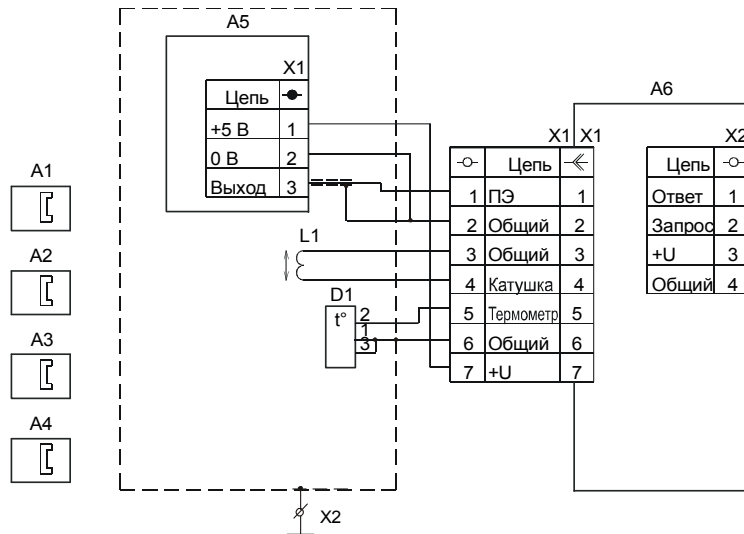 A5
X1
Цепь
+5 В 1
0 В 2
Выход 3
A1
A2
A3
A4
L1
D1
t° 2
1
3
X2
X1 X1
Цепь
1 ПЭ 1
2 Общий 2
3 Общий 3
4 Катушка 4
5 Термометр 5
6 Общий 6
7 +U 7
A6
X2
Цепь
Ответ 1
Запрос 2
+U 3
Общий 4